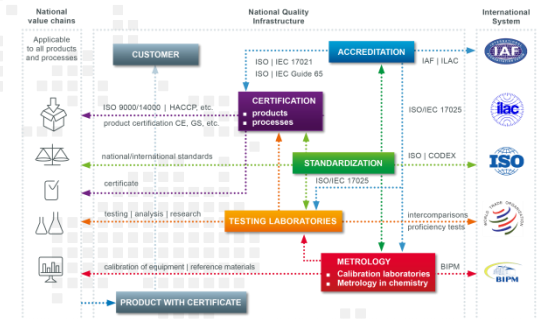 National
value chains
National Quality
Infrastructure
International
System
Applicable
to all products
and processes
CUSTOMER
ACCREDITATION
IAF
ISO | IEC 17021
ISO | IEC Guide 65
IAF | ILAC
CERTIFICATION
▪ products
▪ processes
ISO 9000/14000 | HACCP, etc.
product certification CE, GS, etc.
ISO/IEC 17025
ilac
national/international standards
STANDARDIZATION
ISO | CODEX
ISO
certificate
ISO/IEC 17025
testing | analysis | research
TESTING LABORATORIES
intercomparisons
proficiency tests
WORLD TRADE ORGANIZATION
METROLOGY
▪ Calibration laboratories
▪ Metrology in chemistry
calibration of equipment | reference materials
BIPM
BIPM
PRODUCT WITH CERTIFICATE